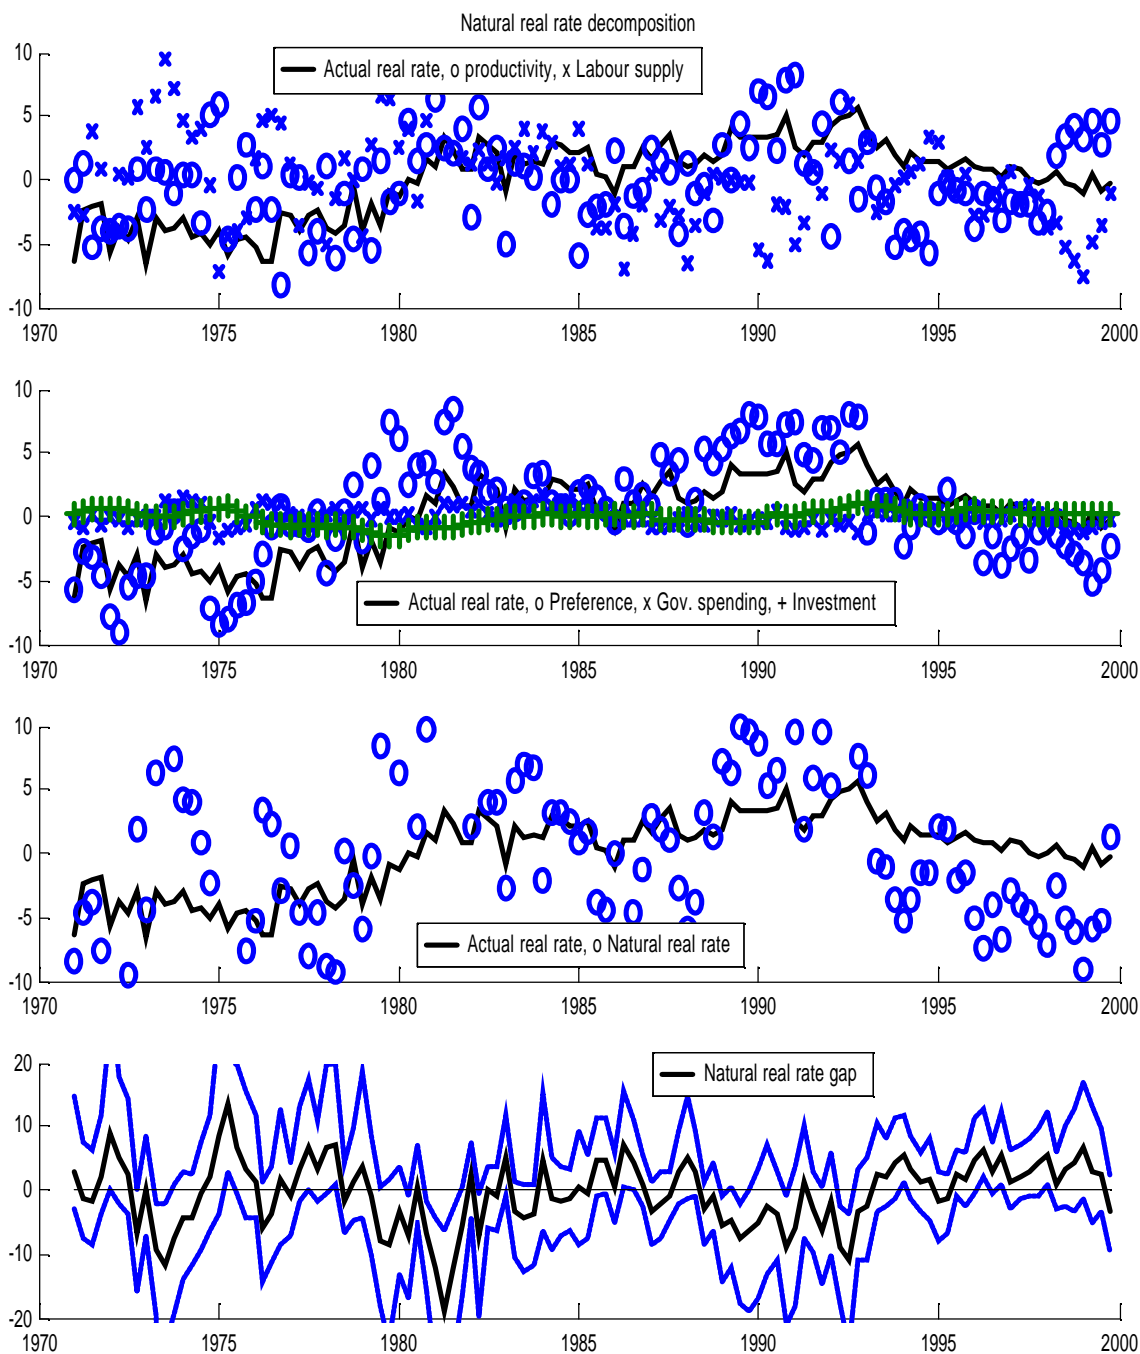 Natural real rate decomposition
10
Actual real rate, o productivity, x Labour supply
5
0
-5
-10
1970 1975 1980 1985 1990 1995 2000
10
5
0
-5
Actual real rate, o Preference, x Gov. spending, + Investment
-10
1970 1975 1980 1985 1990 1995 2000
10
5
0
-5
Actual real rate, o Natural real rate
-10
1970 1975 1980 1985 1990 1995 2000
20
Natural real rate gap
10
0
-10
-20
1970 1975 1980 1985 1990 1995 2000